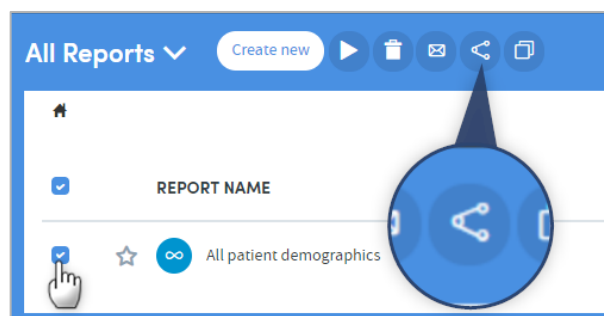 All Reports Create new
REPORT NAME
All patient demographics